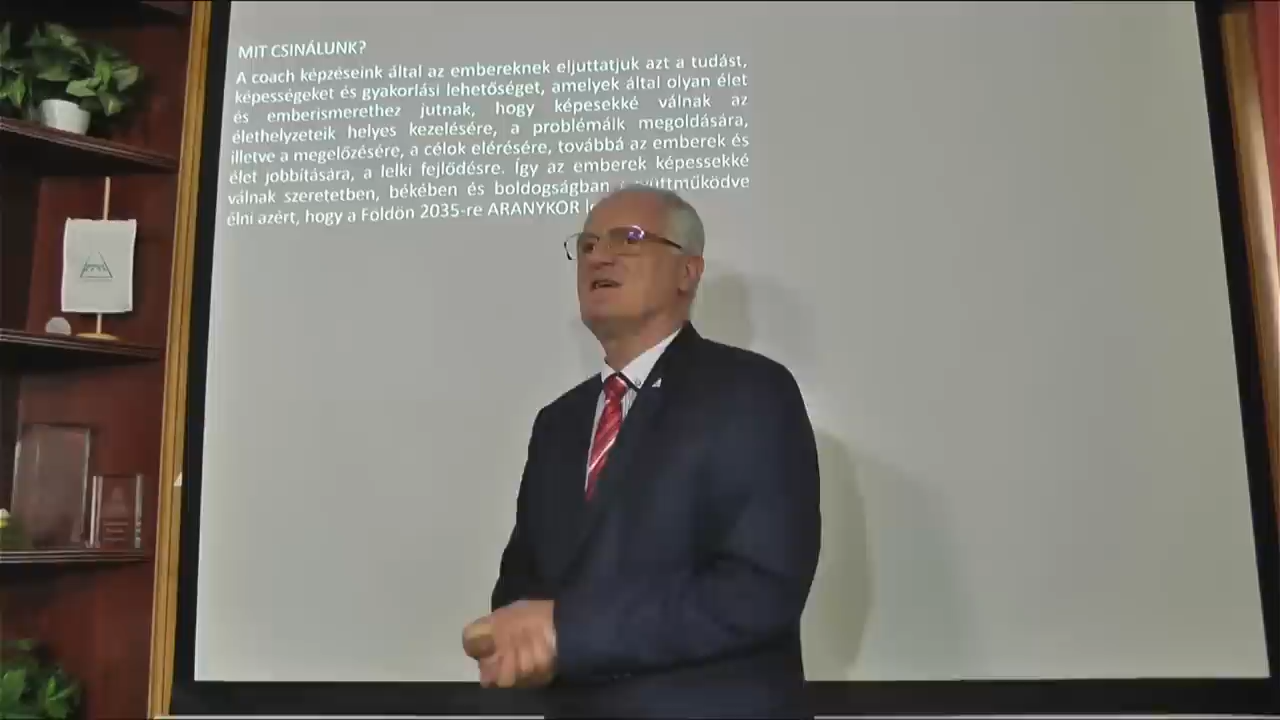 MIT CSINÁLUNK?
A coach képzéseink által az embereknek eljuttatjuk azt a tudást,
képességeket és gyakorlási lehetőséget, amelyek által olyan élet
és emberismerethez jutnak, hogy képesekké válnak az
élethelyzeteik helyes kezelésére, a problémáik megoldására,
illetve a megelőzésére, a célok elérésére, továbbá az emberek és
élet jobbítására, a lelki fejlődésre. Így az emberek képessekké
válnak szeretetben, békében és boldogságban
élni azért, hogy a Földön 2035-re ARANYKOR